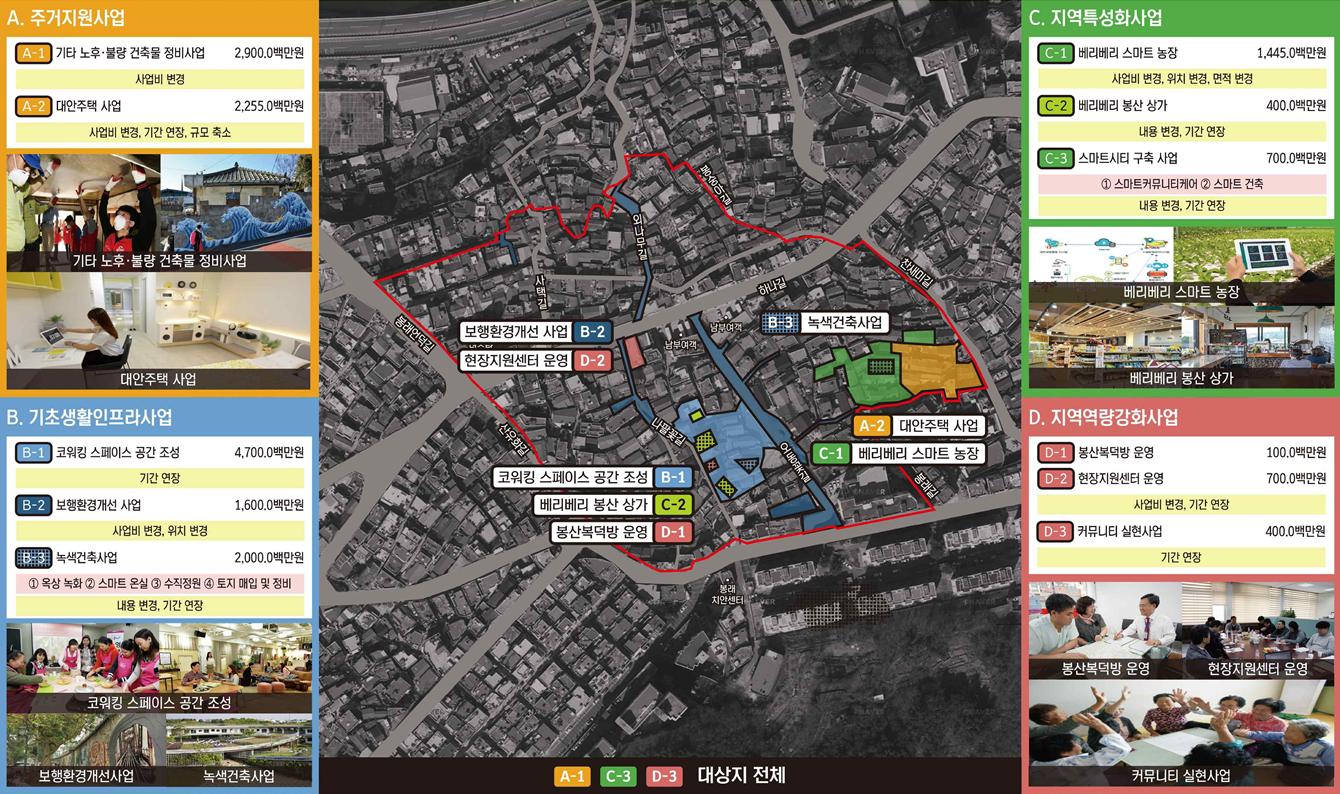 A. 주거지원사업
A-1 기타 노후·불량 건축물 정비사업 2,900.0백만원
사업비 변경
A-2 대안주택 사업 2,255.0백만원
사업비 변경, 기간 연장, 규모 축소
기타 노후·불량 건축물 정비사업
대안주택 사업
B. 기초생활인프라사업
B-1 코워킹 스페이스 공간 조성 4,700.0백만원
기간 연장
B-2 보행환경개선 사업 1,600.0백만원
사업비 변경, 위치 변경
B-3 녹색건축사업 2,000.0백만원
① 옥상 녹화 ② 스마트 온실 ③ 수직정원 ④ 토지 매입 및 정비
내용 변경, 기간 연장
코워킹 스페이스 공간 조성
보행환경개선사업
녹색건축사업
외나무길
사택길
하나길
찬새미길
봉래언덕길
남부여객
남부여객
보행환경개선 사업 B-2
현장지원센터 운영 D-2
B-3 녹색건축사업
나팔꽃길
산우화길
A-2 대안주택 사업
C-1 베리베리 스마트 농장
코워킹 스페이스 공간 조성 B-1
베리베리 봉산 상가 C-2
봉산복덕방 운영 D-1
봉래길
봉래
치안센터
A-1 C-3 D-3 대상지 전체
C. 지역특성화사업
C-1 베리베리 스마트 농장 1,445.0백만원
사업비 변경, 위치 변경, 면적 변경
C-2 베리베리 봉산 상가 400.0백만원
내용 변경, 기간 연장
C-3 스마트시티 구축 사업 700.0백만원
① 스마트커뮤니티케어 ② 스마트 건축
내용 변경, 기간 연장
베리베리 스마트 농장
베리베리 봉산 상가
D. 지역역량강화사업
D-1 봉산복덕방 운영 100.0백만원
D-2 현장지원센터 운영 700.0백만원
사업비 변경, 기간 연장
D-3 커뮤니티 실현사업 400.0백만원
기간 연장
봉산복덕방 운영
현장지원센터 운영
커뮤니티 실현사업